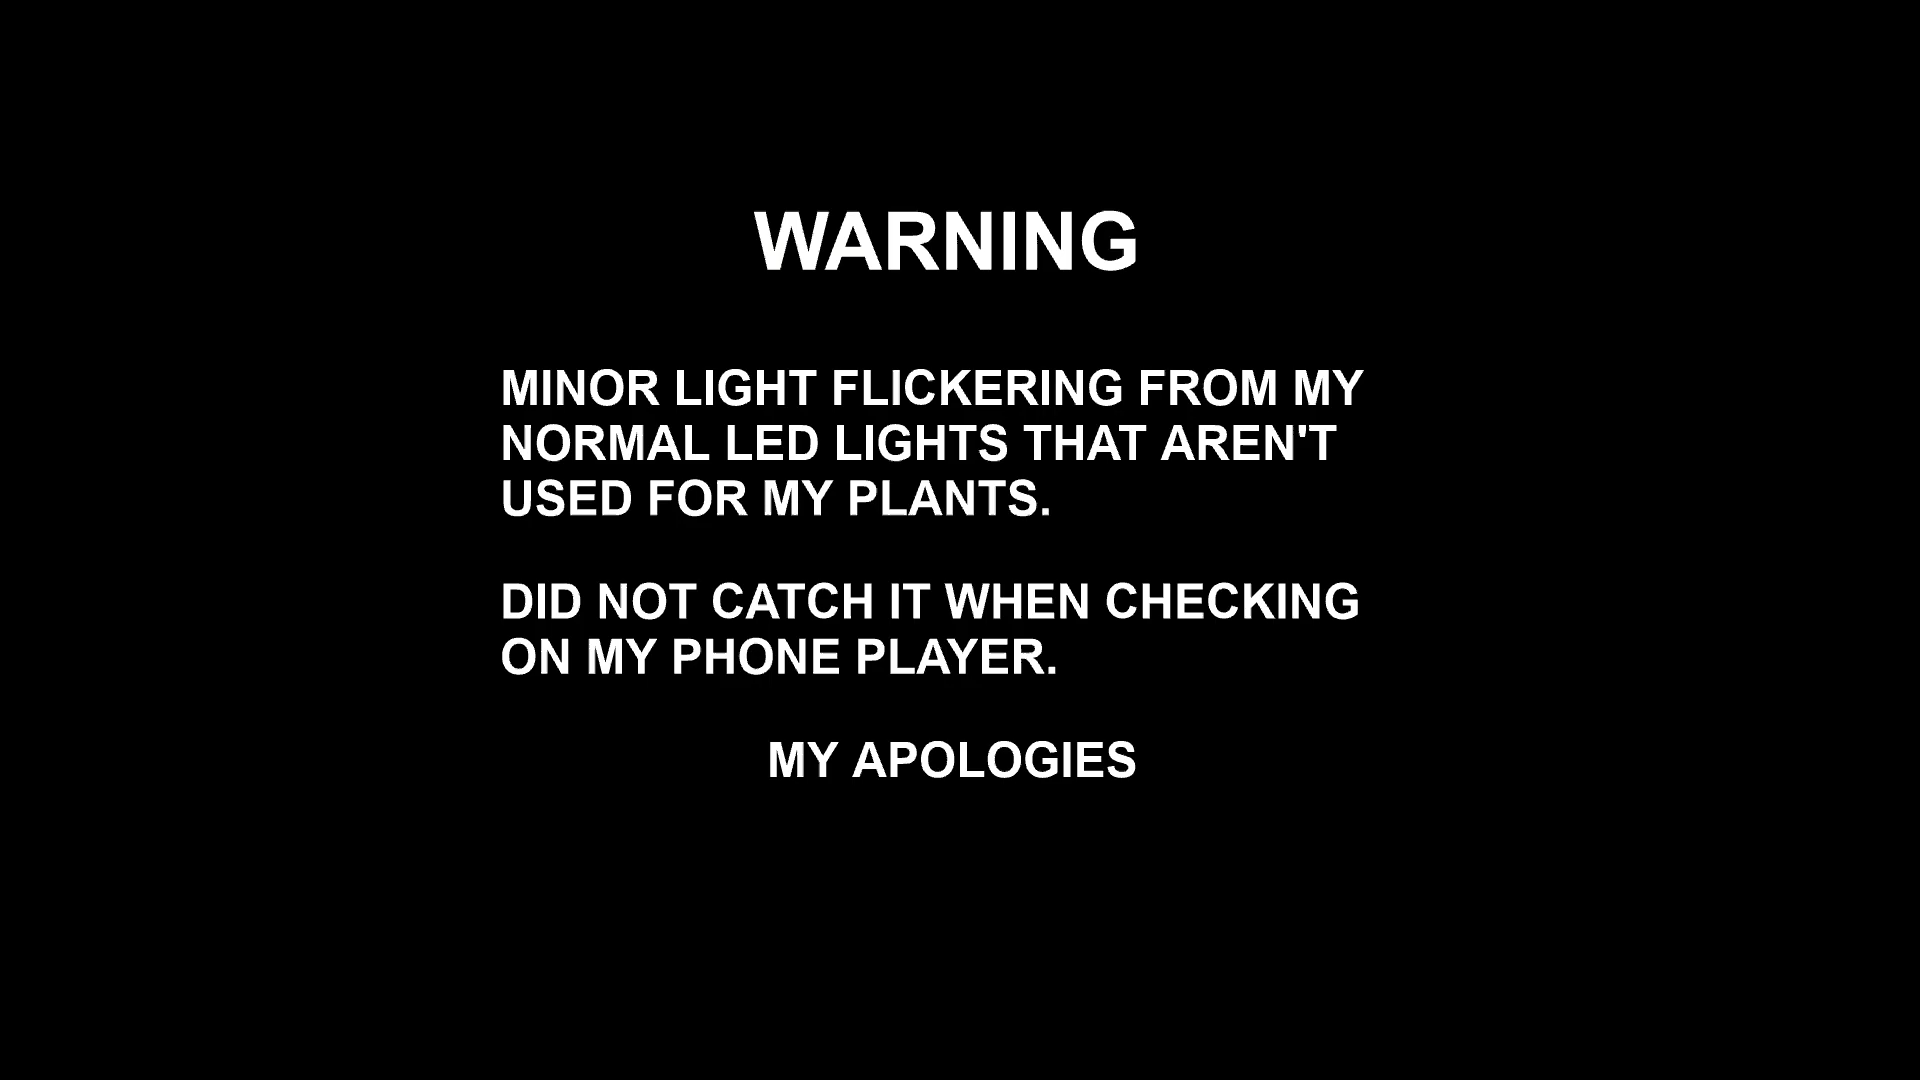 WARNING
MINOR LIGHT FLICKERING FROM MY
NORMAL LED LIGHTS THAT AREN'T
USED FOR MY PLANTS.
DID NOT CATCH IT WHEN CHECKING
ON MY PHONE PLAYER.
MY APOLOGIES